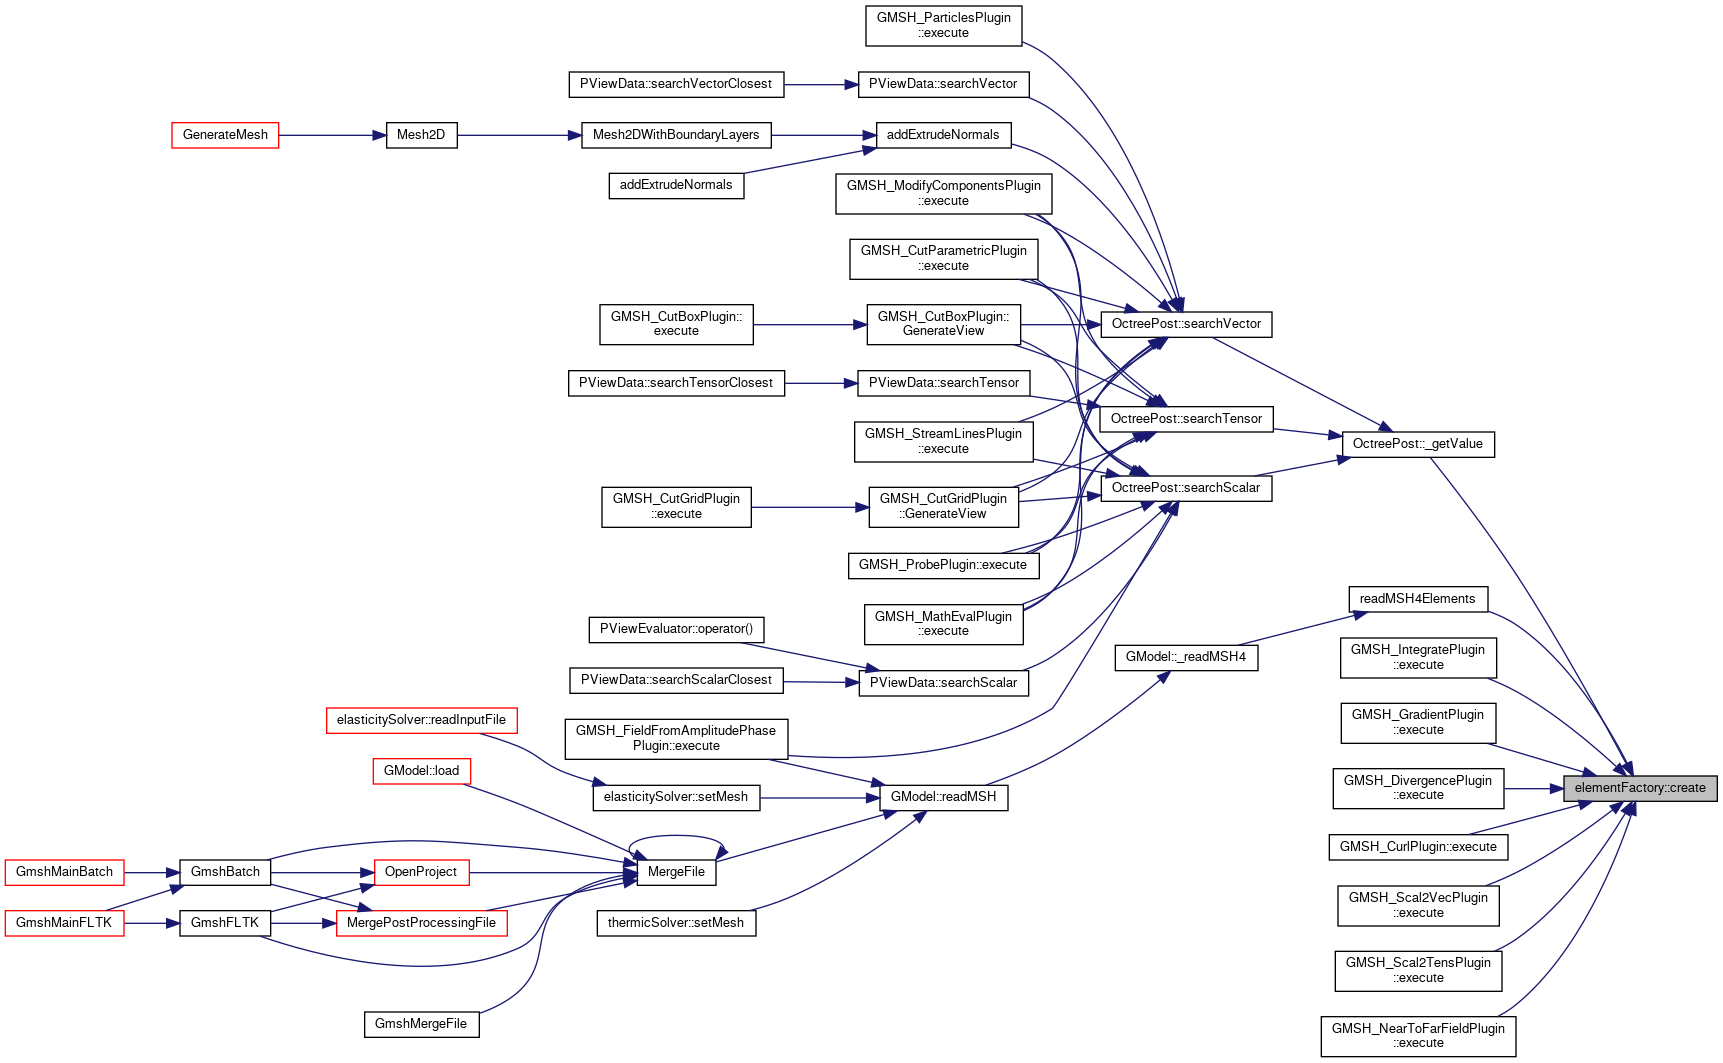 GMSH_ParticlesPlugin
::execute
PViewData::searchVectorClosest
PViewData::searchVector
GenerateMesh
Mesh2D
Mesh2DWithBoundaryLayers
addExtrudeNormals
addExtrudeNormals
GMSH_ModifyComponentsPlugin
::execute
GMSH_CutParametricPlugin
::execute
GMSH_CutBoxPlugin::
execute
GMSH_CutBoxPlugin::
GenerateView
OctreePost::searchVector
PViewData::searchTensorClosest
PViewData::searchTensor
OctreePost::searchTensor
GMSH_StreamLinesPlugin
::execute
OctreePost::_getValue
GMSH_CutGridPlugin
::execute
GMSH_CutGridPlugin
::GenerateView
OctreePost::searchScalar
GMSH_ProbePlugin::execute
readMSH4Elements
GMSH_MathEvalPlugin
::execute
PViewEvaluator::operator()
GModel::_readMSH4
GMSH_IntegratePlugin
::execute
PViewData::searchScalarClosest
PViewData::searchScalar
elasticitySolver::readInputFile
GMSH_FieldFromAmplitudePhase
Plugin::execute
GMSH_GradientPlugin
::execute
GModel::load
elasticitySolver::setMesh
GModel::readMSH
GMSH_DivergencePlugin
::execute
elementFactory::create
GMSH_CurlPlugin::execute
GmshMainBatch
GmshBatch
OpenProject
MergeFile
GMSH_Scal2VecPlugin
::execute
GmshMainFLTK
GmshFLTK
MergePostProcessingFile
thermicSolver::setMesh
GMSH_Scal2TensPlugin
::execute
GmshMergeFile
GMSH_NearToFarFieldPlugin
::execute